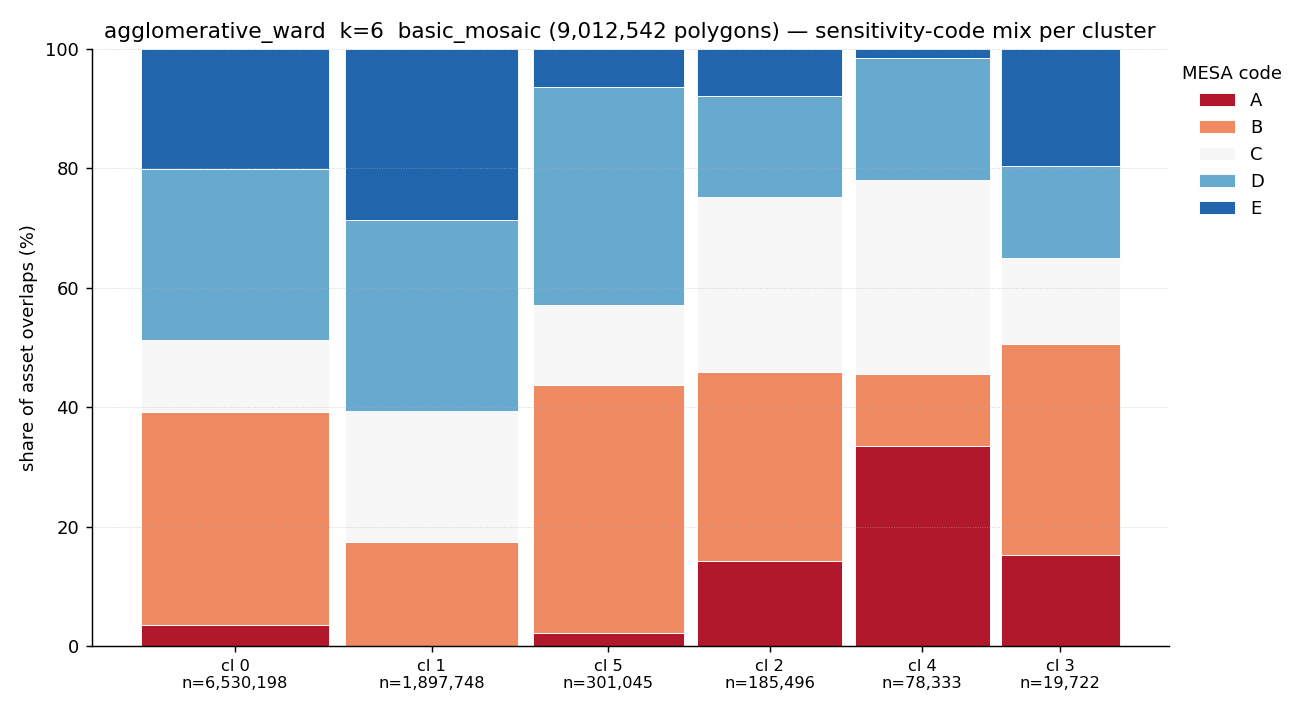 agglomerative_ward  k=6  basic_mosaic (9,012,542 polygons) — sensitivity-code mix per cluster
MESA code
A
B
C
D
E
share of asset overlaps (%)
100
80
60
40
20
0
cl 0
n=6,530,198
cl 1
n=1,897,748
cl 5
n=301,045
cl 2
n=185,496
cl 4
n=78,333
cl 3
n=19,722